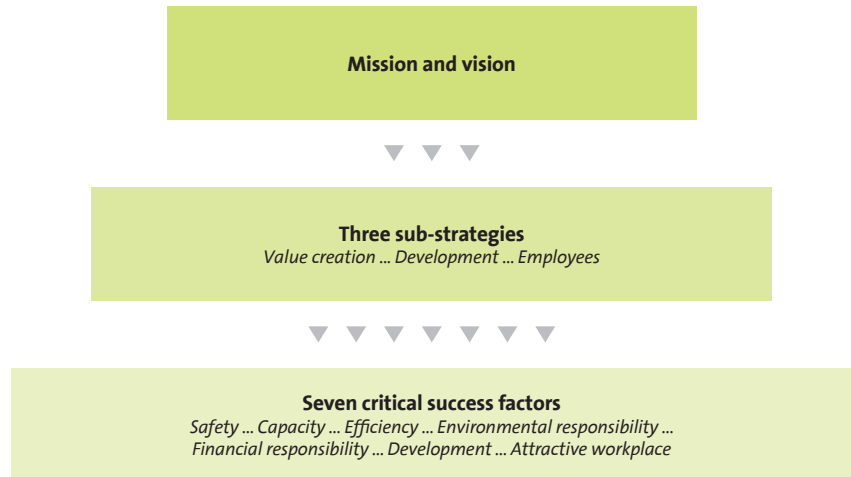 Mission and vision
Three sub-strategies
Value creation ... Development ... Employees
Seven critical success factors
Safety ... Capacity ... Efficiency ... Environmental responsibility ...
Financial responsibility ... Development ... Attractive workplace